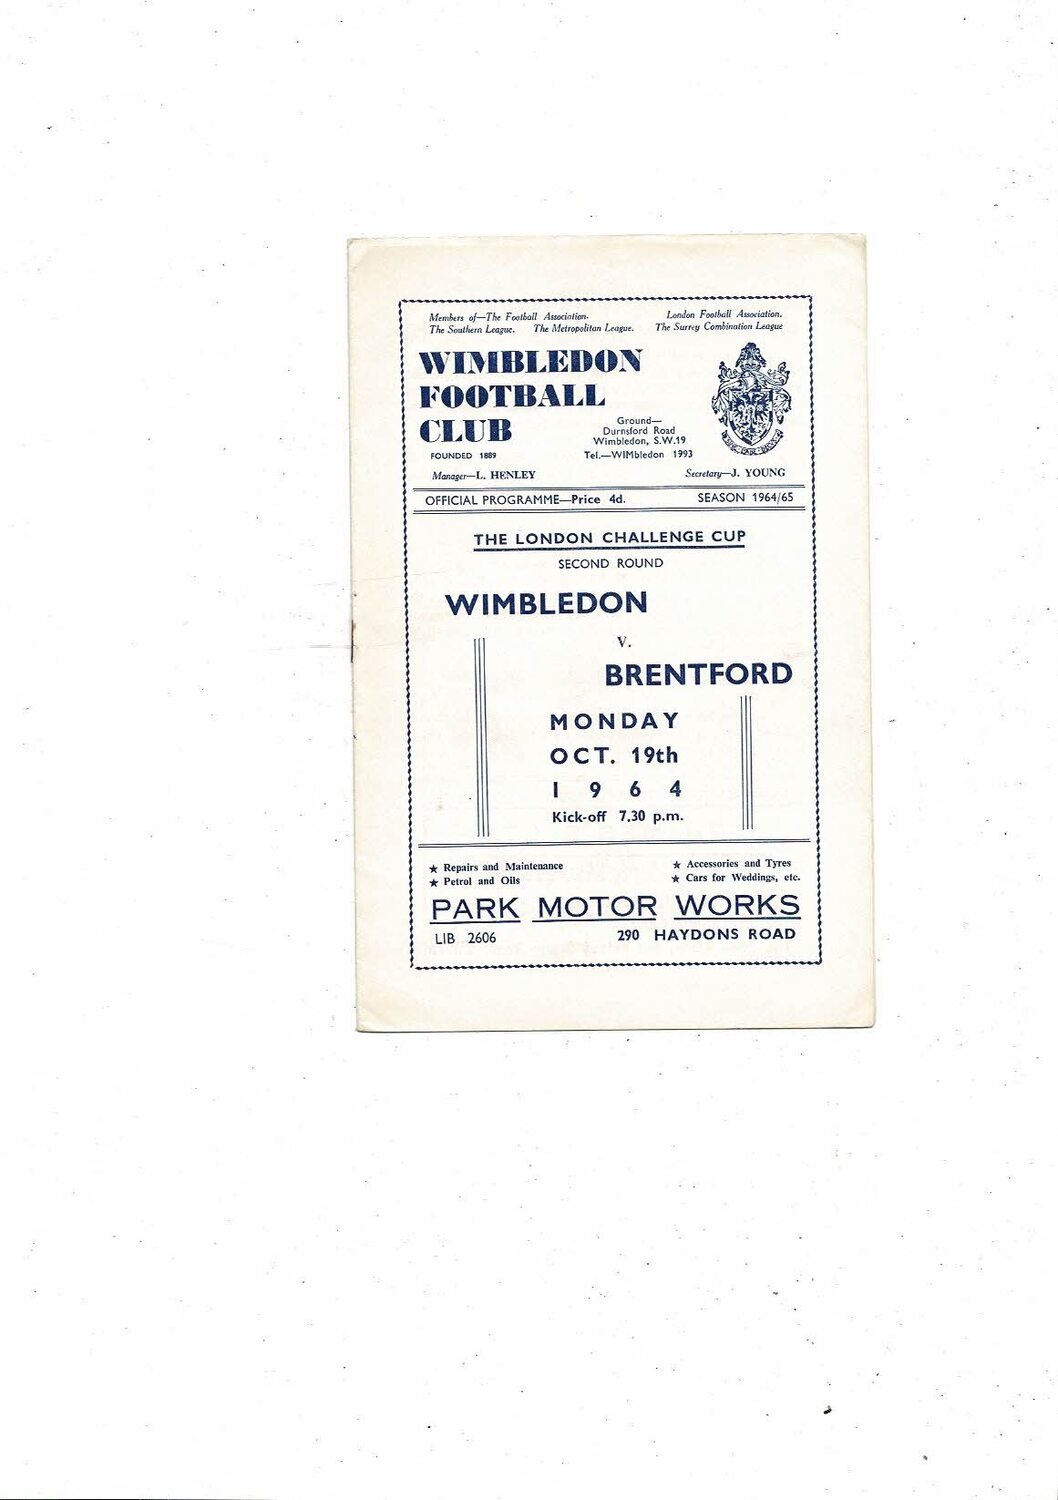 Members of—The Football Association. London Football Association.
The Southern League. The Metropolitan League. The Surrey Combination League
WIMBLEDON
FOOTBALL
CLUB
FOUNDED 1889
Ground—
Durnsford Road
Wimbledon, S.W.19
Tel.—WIMbledon 1993
Manager—L. HENLEY Secretary—J. YOUNG
OFFICIAL PROGRAMME—Price 4d. SEASON 1964/65
THE LONDON CHALLENGE CUP
SECOND ROUND
WIMBLEDON
v.
BRENTFORD
MONDAY
OCT. 19th
1964
Kick-off 7.30 p.m.
★ Repairs and Maintenance ★ Accessories and Tyres
★ Petrol and Oils ★ Cars for Weddings, etc.
PARK MOTOR WORKS
LIB 2606 290 HAYDONS ROAD